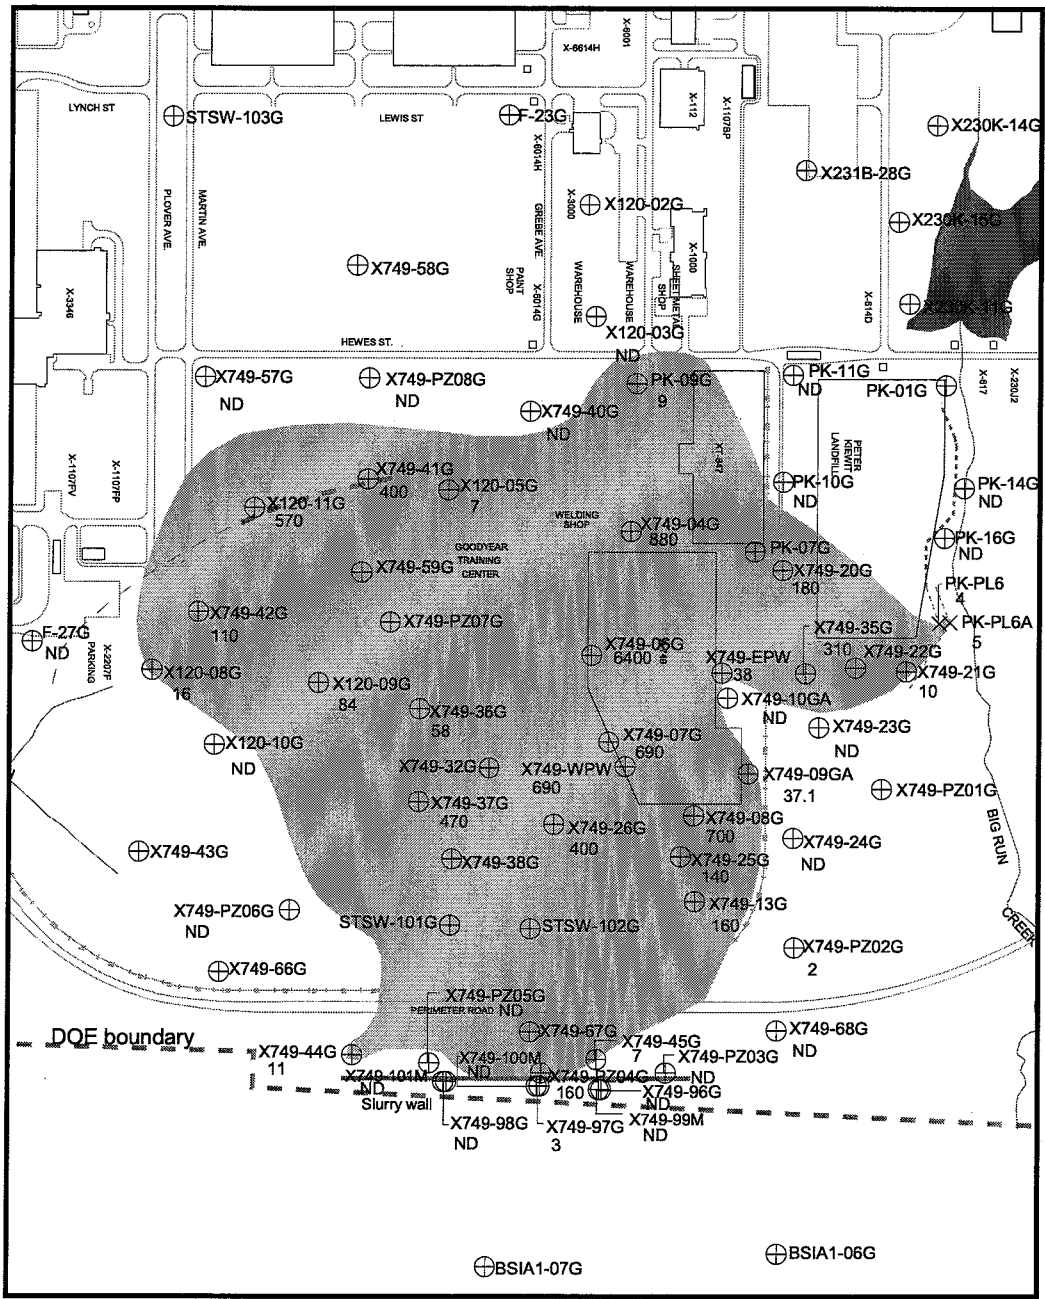 X-6614H
X-6001
LYNCH ST
STSW-103G
LEWIS ST
F-23G
X-112
X-1107BP
X230K-14G
X-6014H
X231B-28G
PLOVER AVE.
MARTIN AVE.
X-3000
X120-02G
GREBE AVE.
X230K-15G
X-1000
X749-58G
PAINT
SHOP
X-6014G
WAREHOUSE
WAREHOUSE
SHEET METAL
SHOP
X-3346
X-614D
X230K-11G
X120-03G
ND
HEWES ST.
X749-57G
ND
X749-PZ08G
ND
PK-09G
9
PK-11G
ND
PK-01G
X-617
X-230J2
X749-40G
ND
XT-847
PETER
KIEWIT
LANDFILL
X-1107FV
X-1107FP
X749-41G
400
X120-05G
7
PK-10G
ND
PK-14G
ND
X120-11G
570
WELDING
SHOP
X749-04G
880
PK-16G
ND
GOODYEAR
TRAINING
CENTER
PK-07G
X749-59G
X749-20G
180
PK-PL6
4
X749-42G
110
X749-PZ07G
PK-PL6A
5
F-27G
ND
X749-35G
310
X749-06G
6400
X-2207F
PARKING
X120-08G
16
X749-EPW
38
X749-22G
X749-21G
10
X120-09G
84
X749-10GA
ND
X749-36G
58
X749-23G
ND
X120-10G
ND
X749-07G
690
X749-32G
X749-WPW
690
X749-09GA
37.1
X749-PZ01G
X749-37G
470
X749-08G
700
BIG RUN
X749-26G
400
X749-24G
ND
X749-43G
X749-38G
X749-25G
140
X749-13G
160
X749-PZ06G
ND
STSW-101G
STSW-102G
CREEK
X749-PZ02G
2
X749-66G
X749-PZ05G
ND
PERIMETER ROAD
DOE boundary
X749-67G
X749-68G
ND
X749-45G
7
X749-44G
11
X749-100M
ND
X749-PZ03G
ND
X749-101M
ND
X749-PZ04G
160
X749-96G
ND
Slurry wall
X749-98G
ND
X749-97G
3
X749-99M
ND
BSIA1-06G
BSIA1-07G